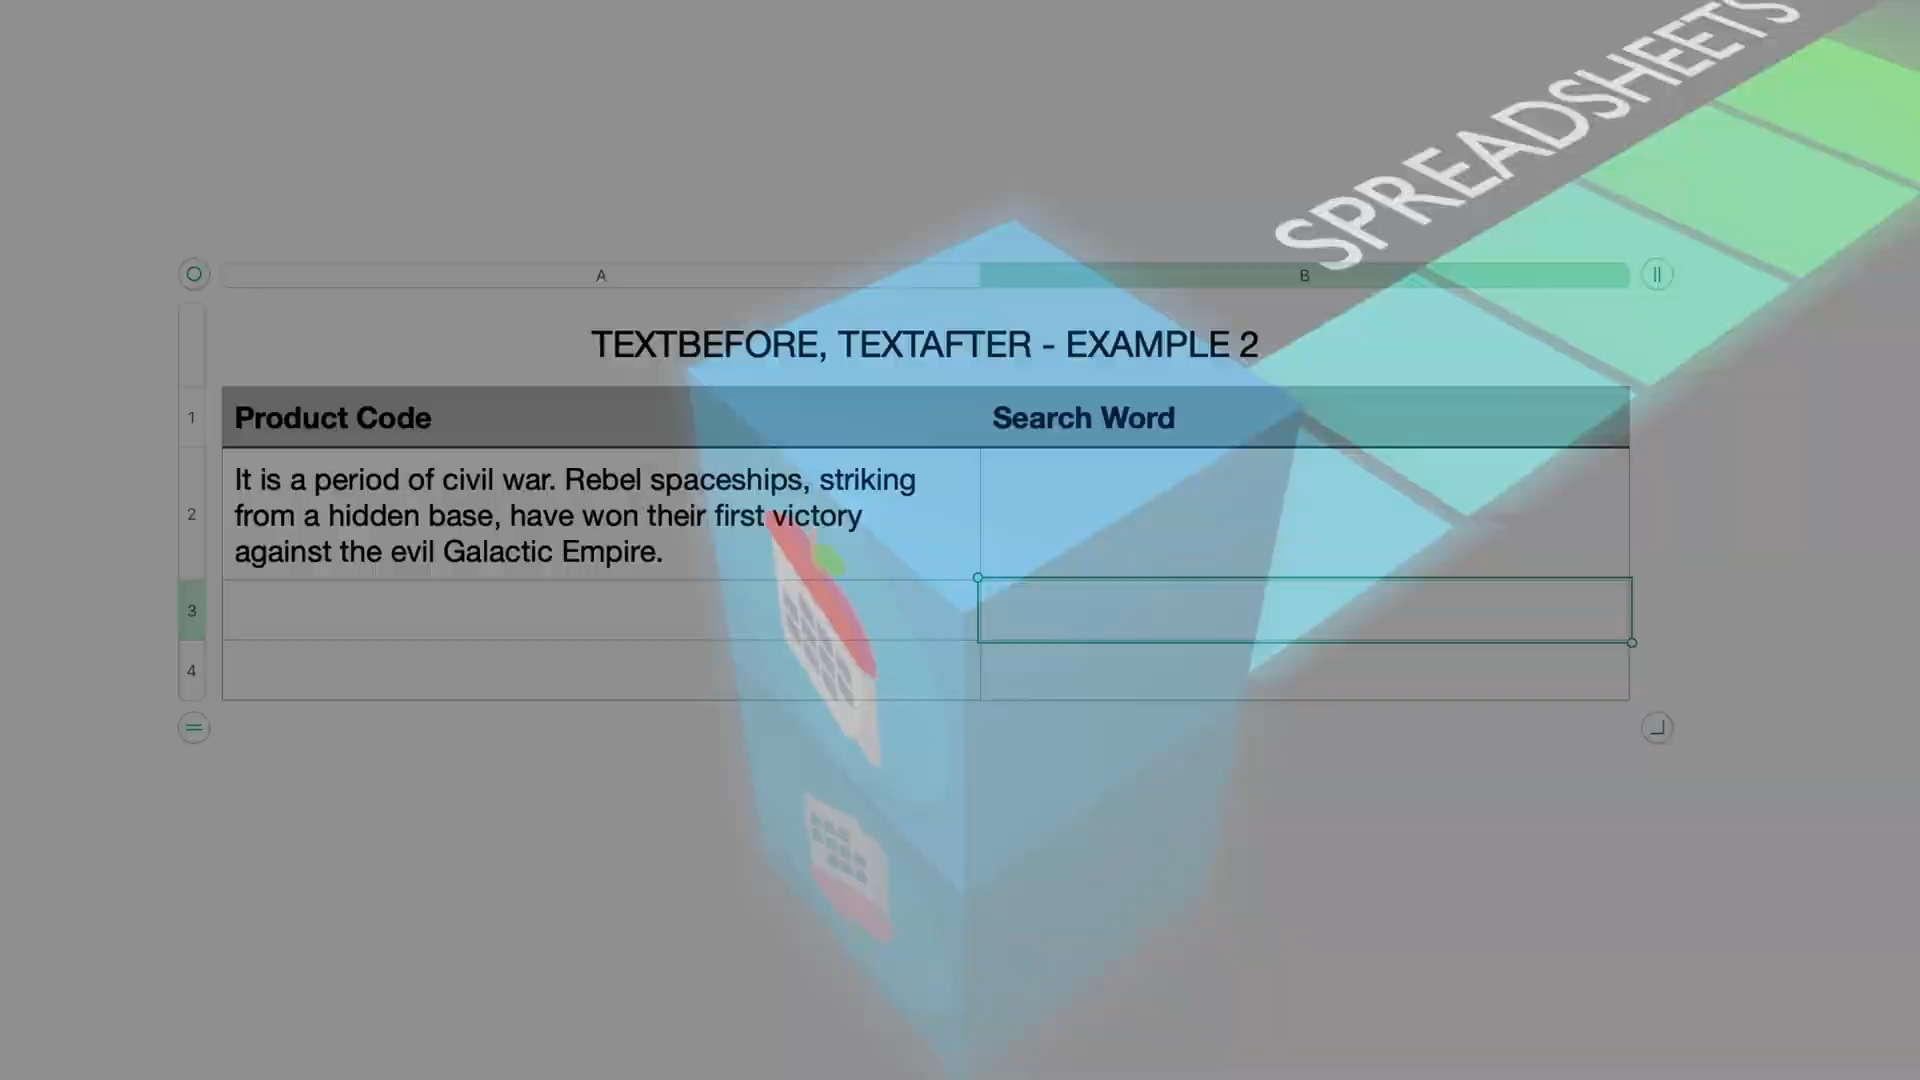 SPREADSHEETS
A
B
TEXTBEFORE, TEXTAFTER - EXAMPLE 2
1
Product Code
Search Word
2
It is a period of civil war. Rebel spaceships, striking
from a hidden base, have won their first victory
against the evil Galactic Empire.
3
4